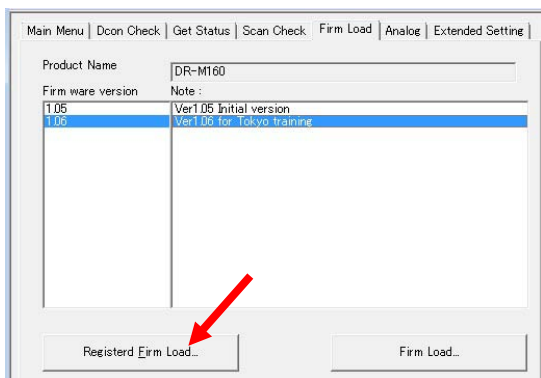 Main Menu | Dcon Check | Get Status | Scan Check | Firm Load | Analog | Extended Setting
Product Name DR-M160
Firm ware version Note :
1.05 Ver1.05 Initial version
1.06 Ver1.06 for Tokyo training
Registerd Firm Load... Firm Load...